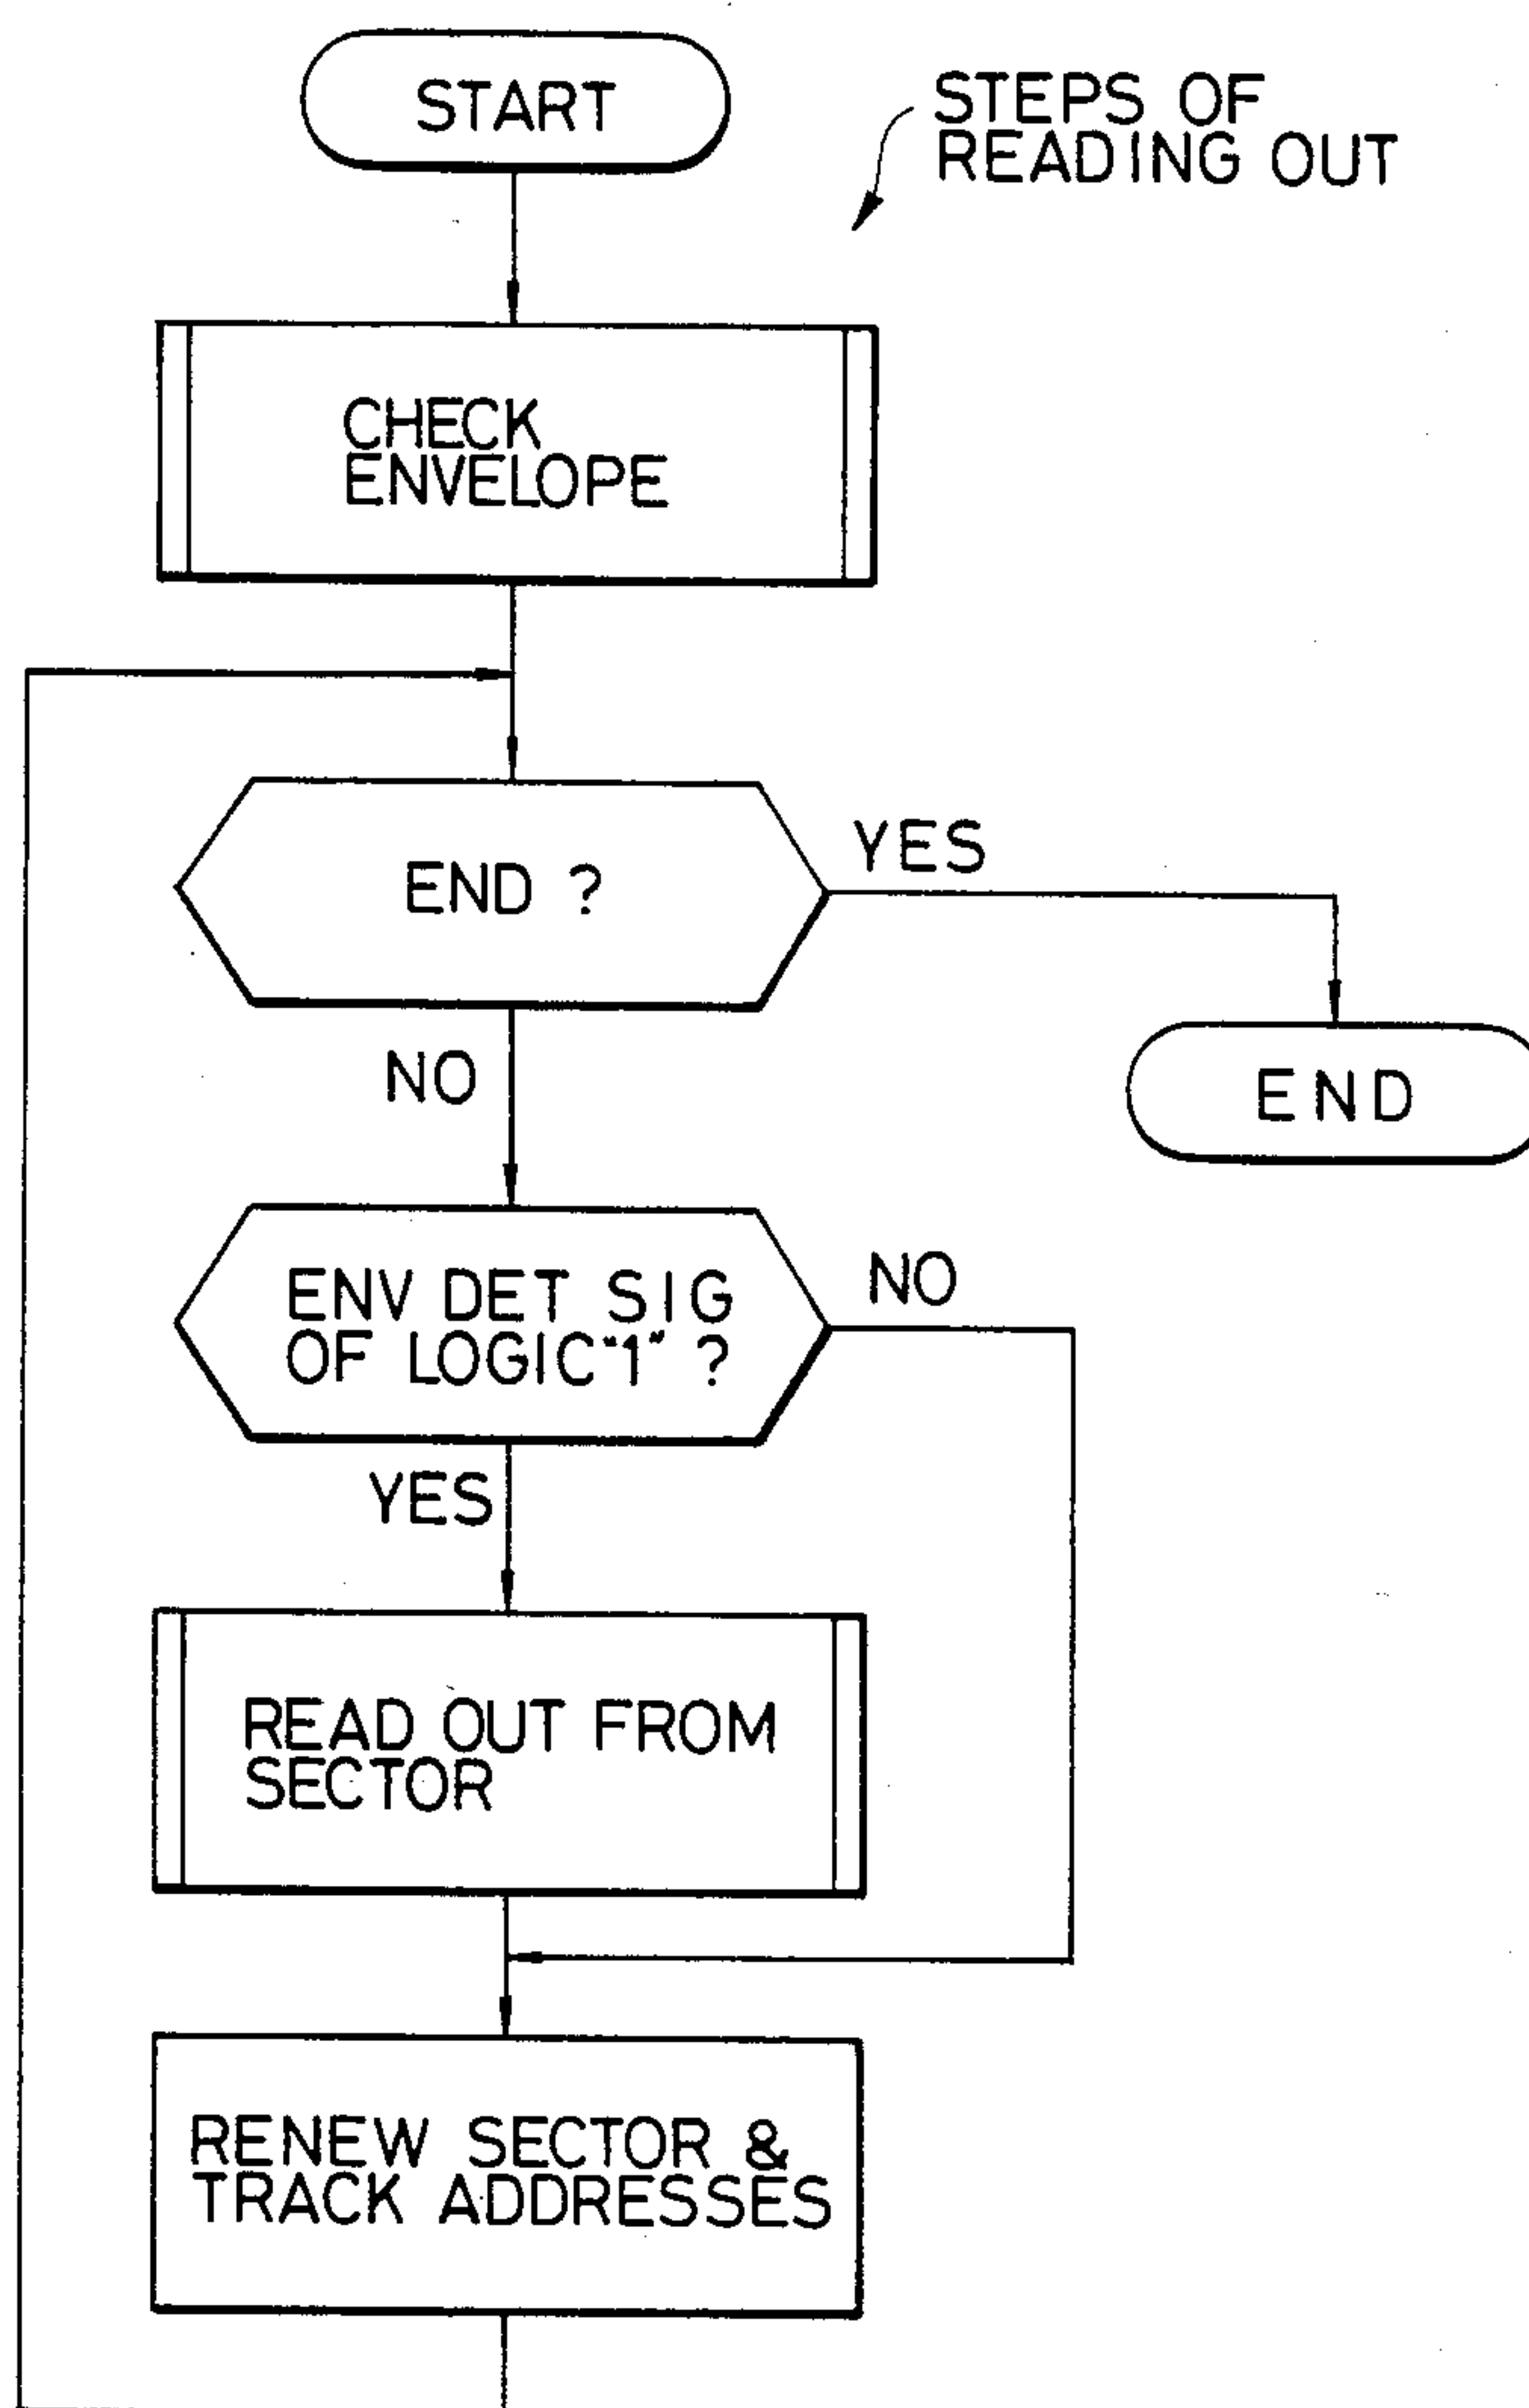 START
STEPS OF
READING OUT
CHECK
ENVELOPE
END ?
YES
NO
END
ENV DET SIG
OF LOGIC "1" ?
NO
YES
READ OUT FROM
SECTOR
RENEW SECTOR &
TRACK ADDRESSES